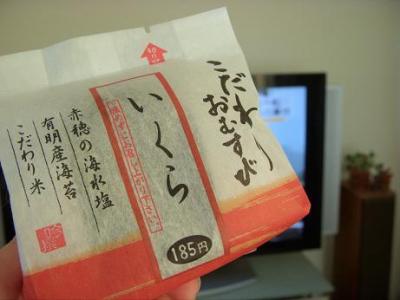 こだわり
おむすび
いくら
185円
赤穂の海水塩
有明産海苔
こだわり米